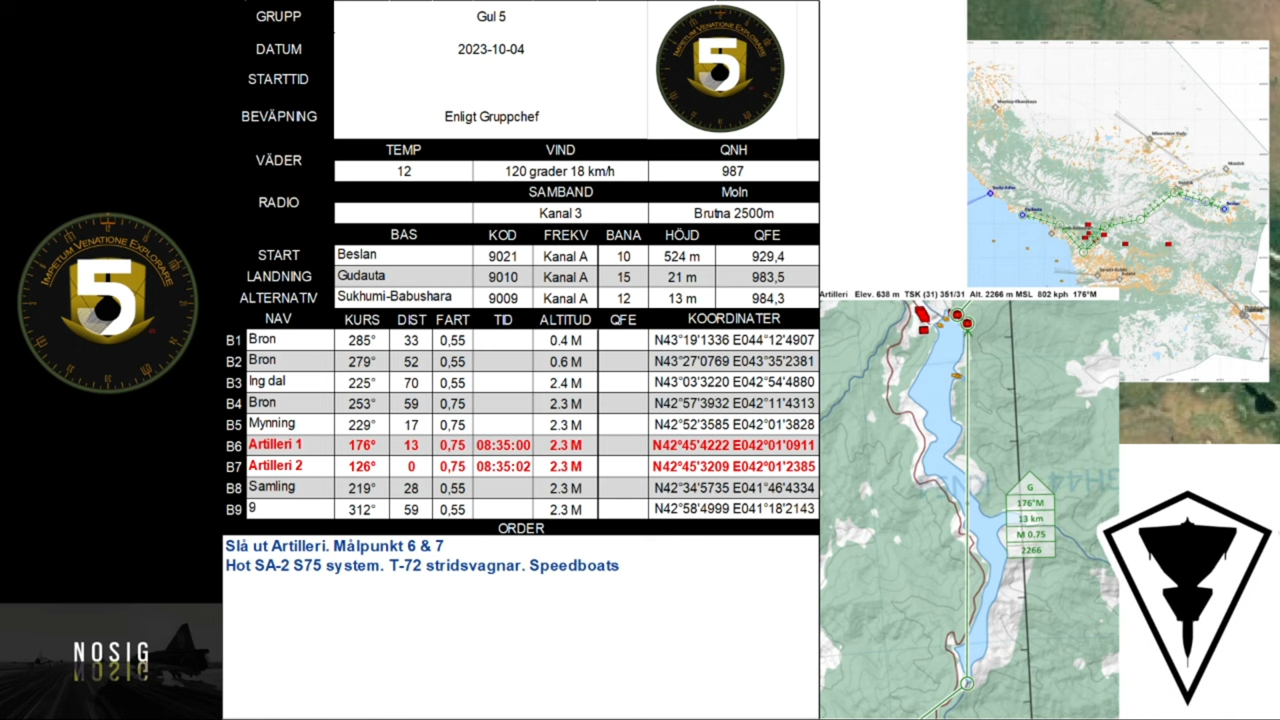 GRUPP Gul 5
DATUM 2023-10-04
STARTTID
BEVÄPNING Enligt Gruppchef
IMPETUM VENATIONE EXPLORARE
5
TEMP VIND QNH
VÄDER
12 120 grader 18 km/h 987
SAMBAND Moln
RADIO
Kanal 3 Brutna 2500m
BAS KOD FREKV BANA HÖJD QFE
START Beslan 9021 Kanal A 10 524 m 929,4
LANDNING Gudauta 9010 Kanal A 15 21 m 983,5
ALTERNATIV Sukhumi-Babushara 9009 Kanal A 12 13 m 984,3
NAV KURS DIST FART TID ALTITUD QFE KOORDINATER
B1 Bron 285° 33 0,55 0.4 M N43°19'1336 E044°12'4907
B2 Bron 279° 52 0,55 0.6 M N43°27'0769 E043°35'2381
B3 Ing dal 225° 70 0,55 2.4 M N43°03'3220 E042°54'4880
B4 Bron 253° 59 0,75 2.3 M N42°57'3932 E042°11'4313
B5 Mynning 229° 17 0,75 2.3 M N42°52'3585 E042°01'3828
B6 Artilleri 1 176° 13 0,75 08:35:00 2.3 M N42°45'4222 E042°01'0911
B7 Artilleri 2 126° 0 0,75 08:35:02 2.3 M N42°45'3209 E042°01'2385
B8 Samling 219° 28 0,55 2.3 M N42°34'5735 E041°46'4334
B9 9 312° 59 0,55 2.3 M N42°58'4999 E041°18'2143
ORDER
Slå ut Artilleri. Målpunkt 6 & 7
Hot SA-2 S75 system. T-72 stridsvagnar. Speedboats
IMPETUM VENATIONE EXPLORARE
5
NOSIG
Artilleri Elev. 638 m TSK (31) 351/31 Alt. 2266 m MSL 802 kph 176°M
G
176°M
13 km
M 0.75
2266